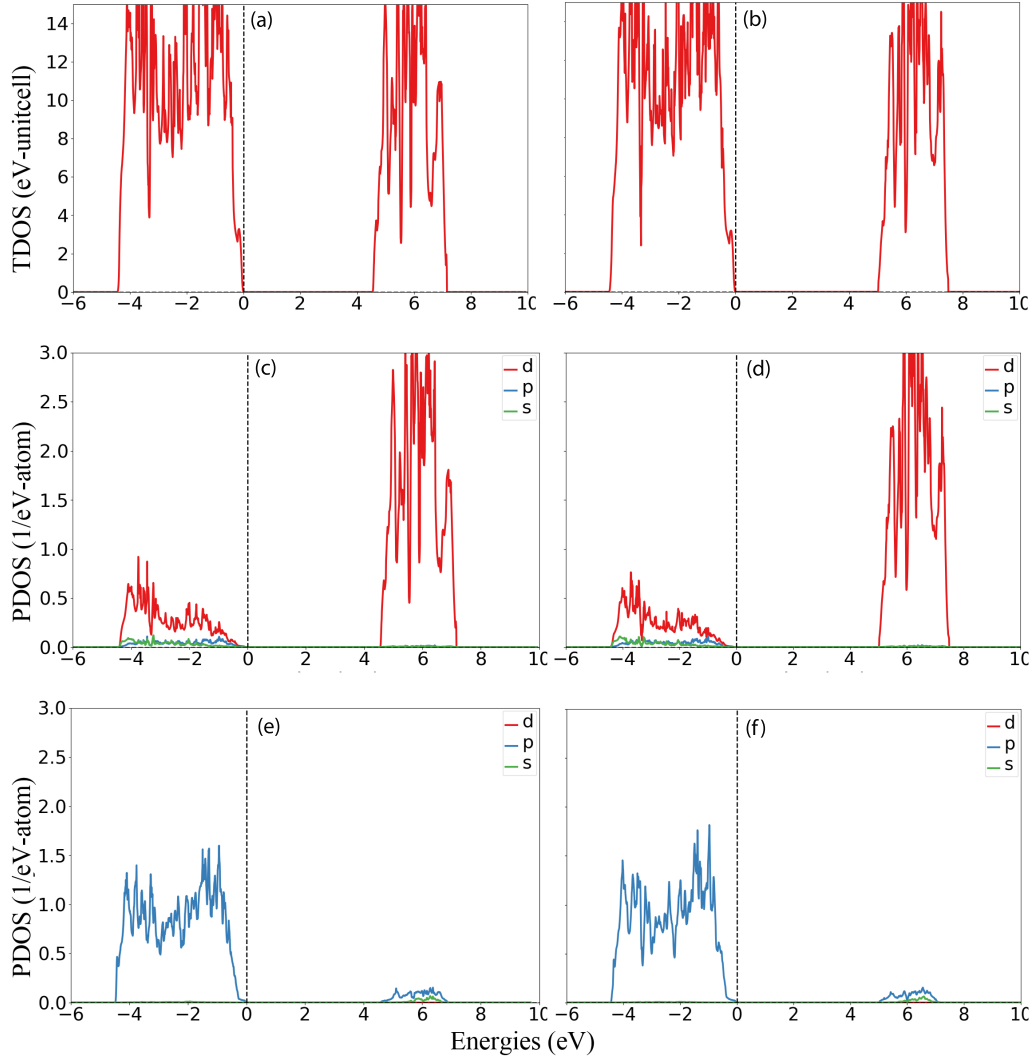 TDOS (eV-unitcell)
14
12
10
8
6
4
2
0
(a)
−6 −4 −2 0 2 4 6 8 10
(b)
−6 −4 −2 0 2 4 6 8 10
PDOS (1/eV-atom)
3.0
2.5
2.0
1.5
1.0
0.5
0.0
(c)
d
p
s
−6 −4 −2 0 2 4 6 8 10
(d)
d
p
s
−6 −4 −2 0 2 4 6 8 10
PDOS (1/eV-atom)
3.0
2.5
2.0
1.5
1.0
0.5
0.0
(e)
d
p
s
−6 −4 −2 0 2 4 6 8 10
(f)
d
p
s
−6 −4 −2 0 2 4 6 8 10
Energies (eV)